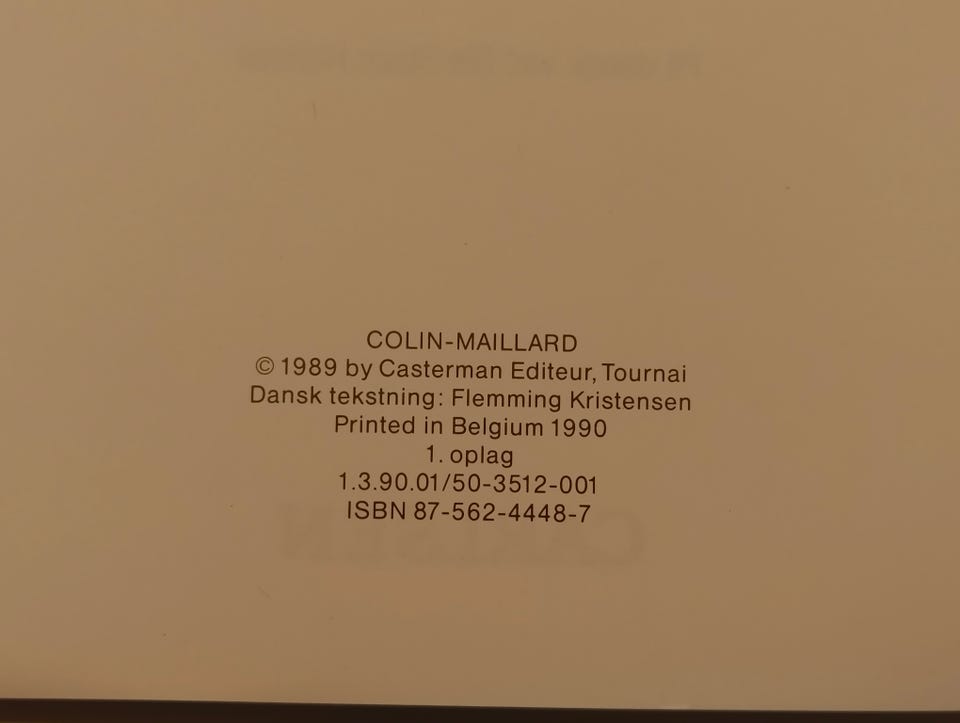 COLIN-MAILLARD
© 1989 by Casterman Editeur, Tournai
Dansk tekstning: Flemming Kristensen
Printed in Belgium 1990
1. oplag
1.3.90.01/50-3512-001
ISBN 87-562-4448-7
CARLSEN